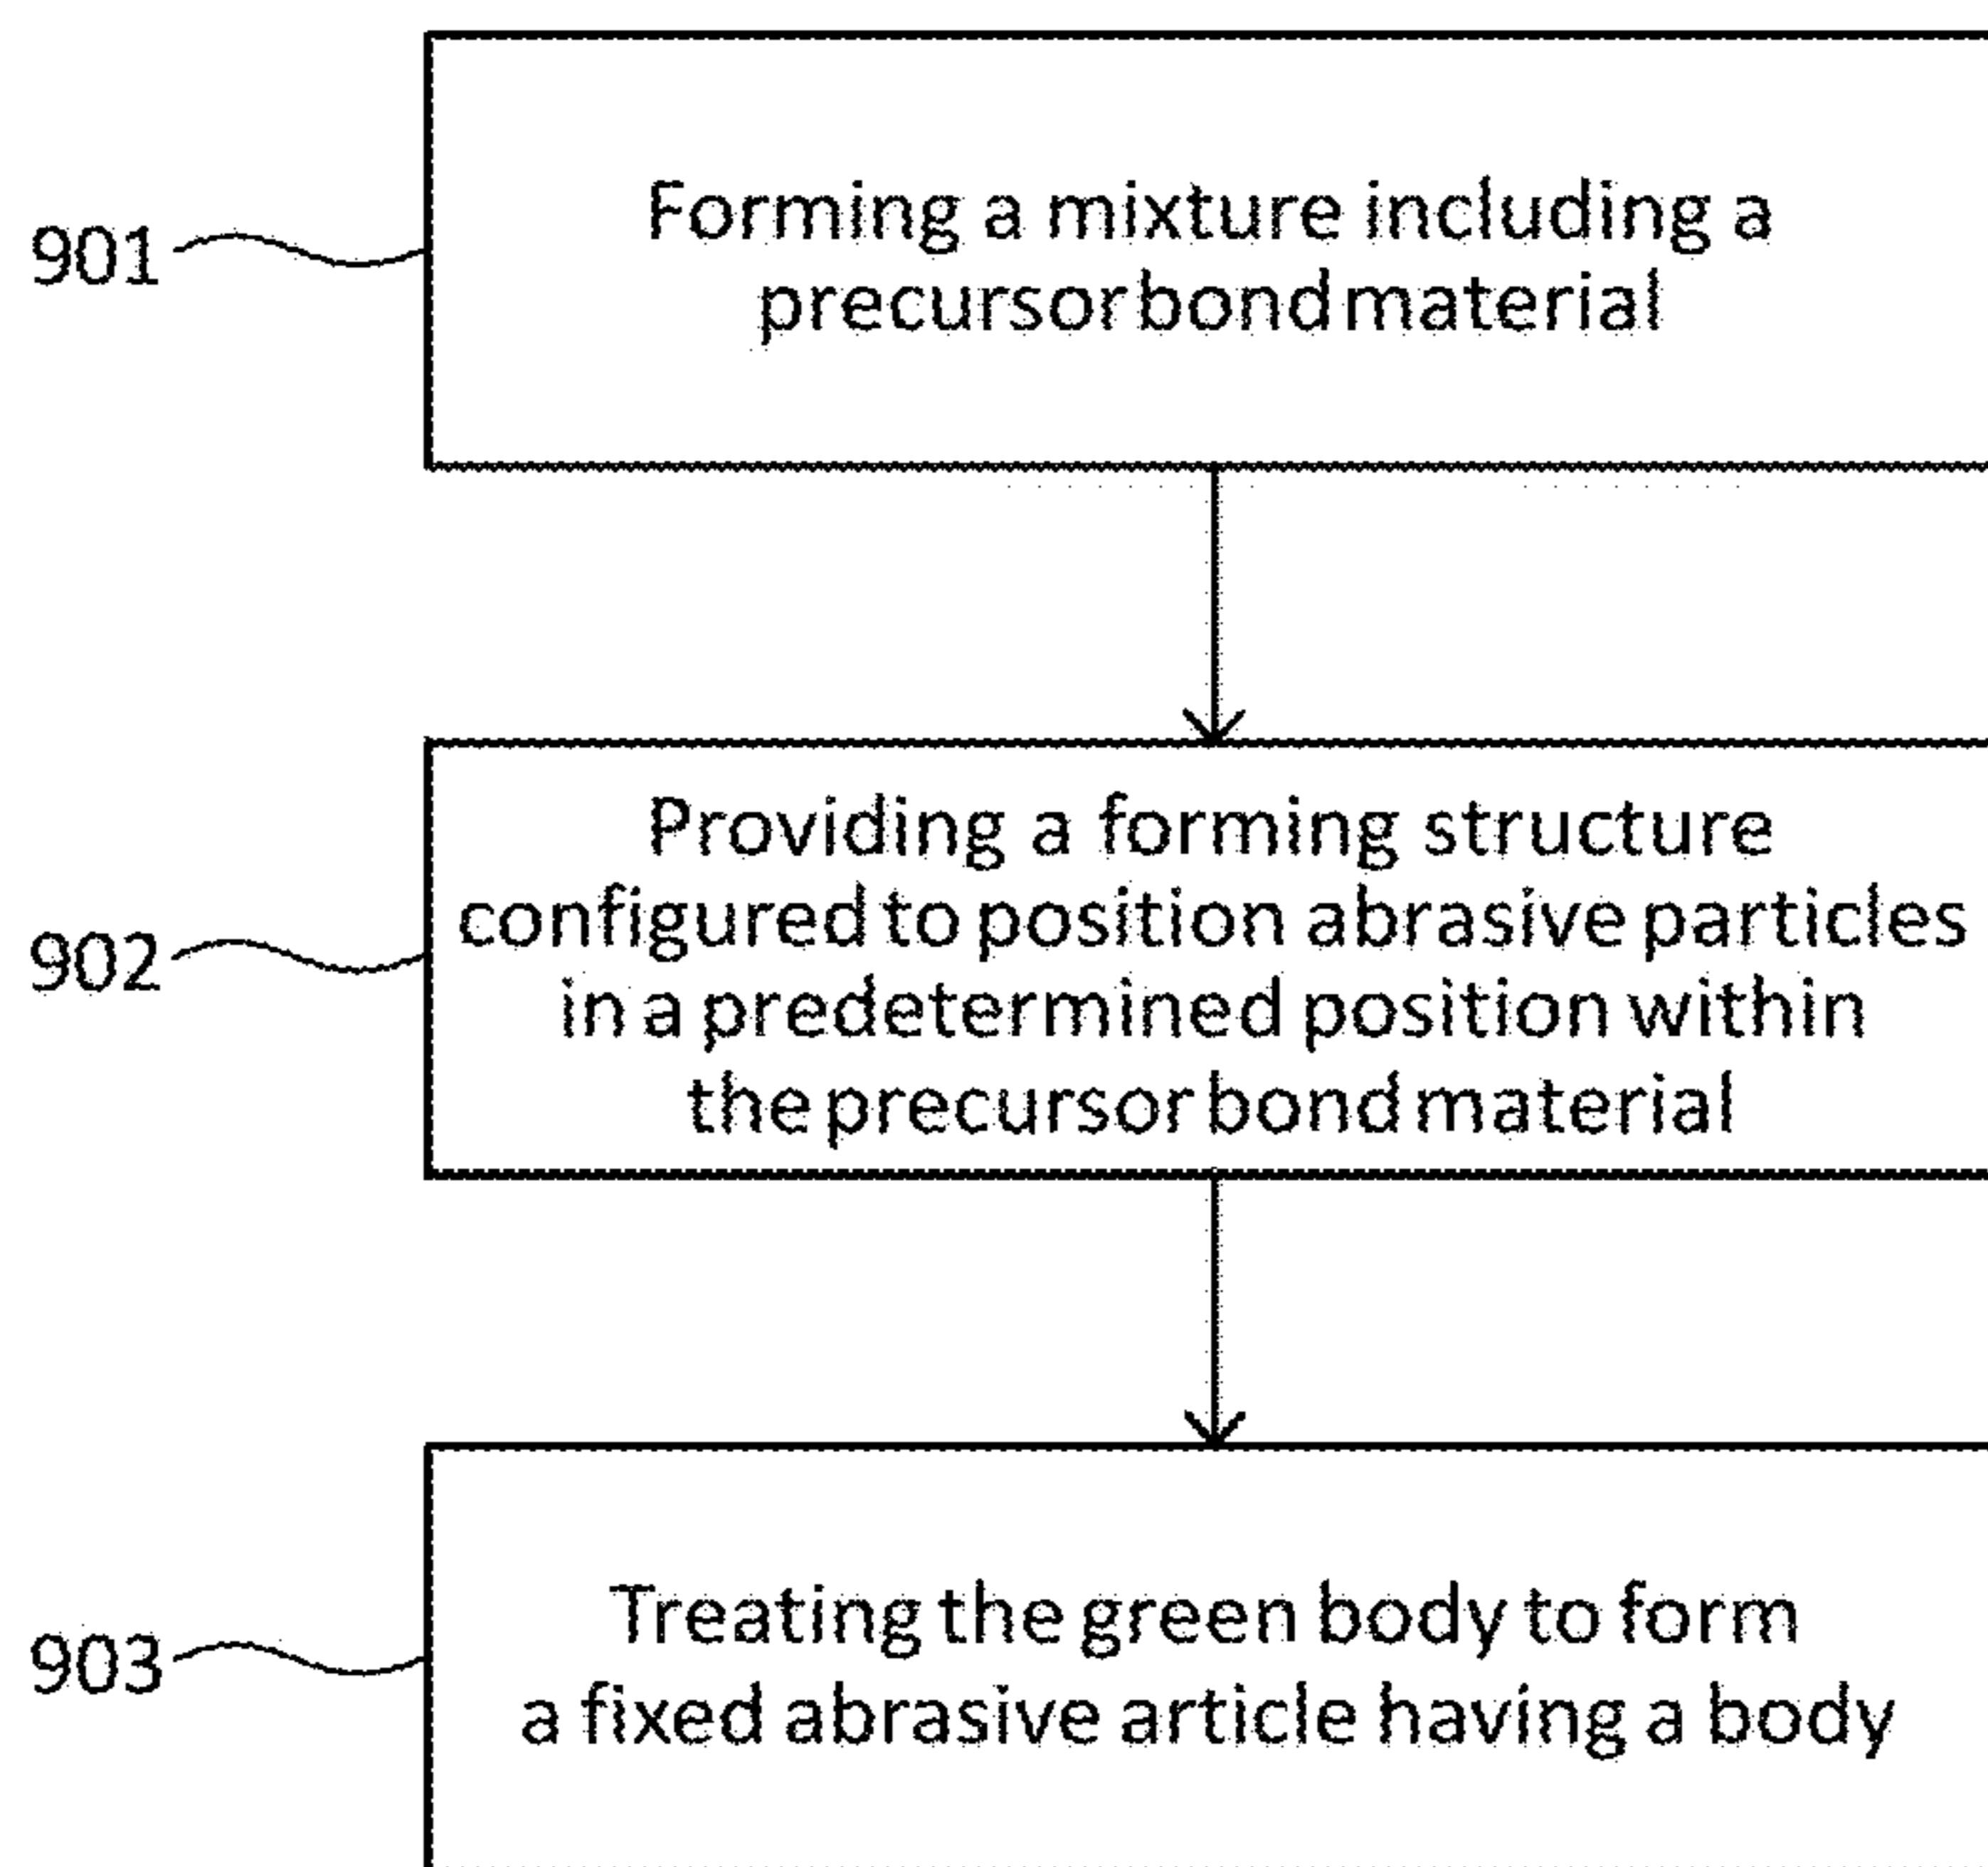 901
Forming a mixture including a
precursor bond material
902
Providing a forming structure
configured to position abrasive particles
in a predetermined position within
the precursor bond material
903
Treating the green body to form
a fixed abrasive article having a body